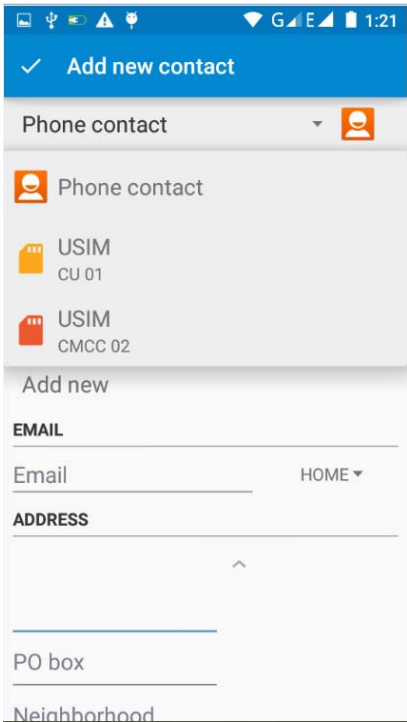 G E 1:21
Add new contact
Phone contact
Phone contact
USIM
CU 01
USIM
CMCC 02
Add new
EMAIL
Email HOME
ADDRESS
PO box
Neighborhood